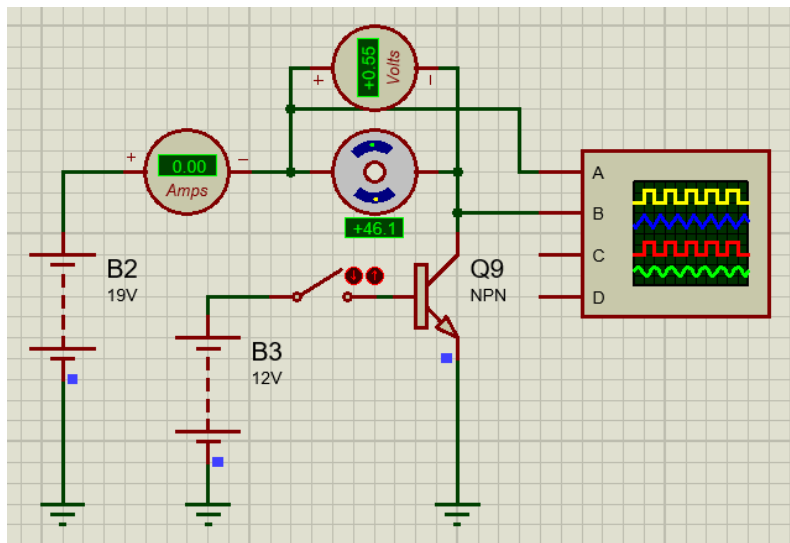 +0.55
Volts
+
−
+
0.00
−
Amps
+46.1
A
B
C
D
B2
19V
Q9
NPN
B3
12V